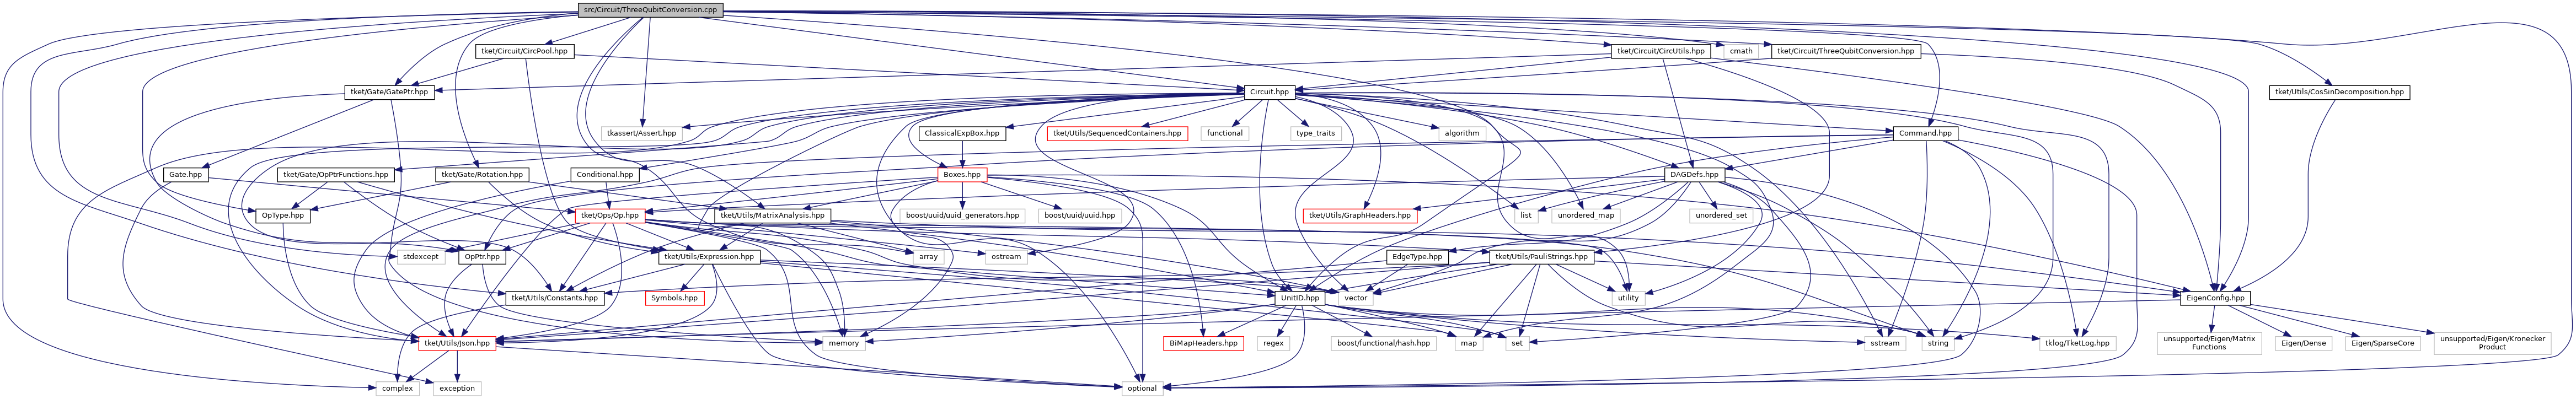 src/Circuit/ThreeQubitConversion.cpp
tket/Circuit/CircPool.hpp
tket/Circuit/CircUtils.hpp
cmath
tket/Circuit/ThreeQubitConversion.hpp
tket/Gate/GatePtr.hpp
Circuit.hpp
tket/Utils/CosSinDecomposition.hpp
tkassert/Assert.hpp
ClassicalExpBox.hpp
tket/Utils/SequencedContainers.hpp
functional
type_traits
algorithm
Command.hpp
Gate.hpp
tket/Gate/OpPtrFunctions.hpp
tket/Gate/Rotation.hpp
Conditional.hpp
Boxes.hpp
DAGDefs.hpp
OpType.hpp
tket/Ops/Op.hpp
tket/Utils/MatrixAnalysis.hpp
boost/uuid/uuid_generators.hpp
boost/uuid/uuid.hpp
tket/Utils/GraphHeaders.hpp
list
unordered_map
unordered_set
stdexcept
OpPtr.hpp
tket/Utils/Expression.hpp
array
ostream
EdgeType.hpp
tket/Utils/PauliStrings.hpp
tket/Utils/Constants.hpp
Symbols.hpp
UnitID.hpp
vector
utility
EigenConfig.hpp
tket/Utils/Json.hpp
memory
BiMapHeaders.hpp
regex
boost/functional/hash.hpp
map
set
sstream
string
tklog/TketLog.hpp
unsupported/Eigen/Matrix
Functions
Eigen/Dense
Eigen/SparseCore
unsupported/Eigen/Kronecker
Product
complex
exception
optional